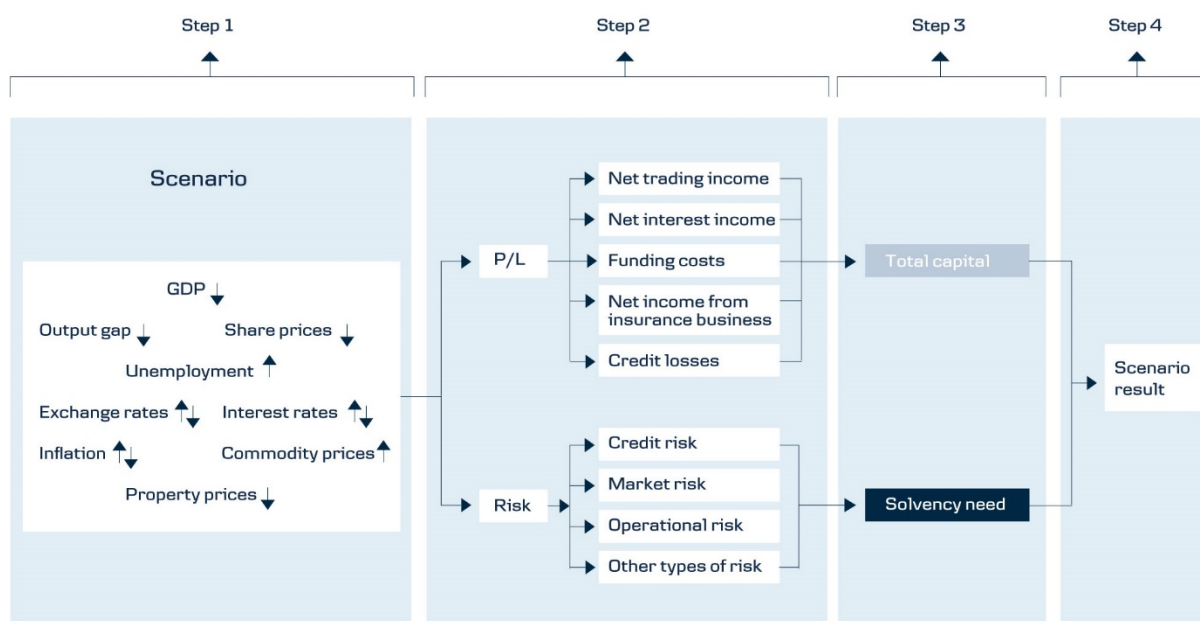 Step 1
Step 2
Step 3
Step 4
Scenario
GDP
Output gap
Share prices
Unemployment
Exchange rates
Interest rates
Inflation
Commodity prices
Property prices
P/L
Net trading income
Net interest income
Funding costs
Net income from
insurance business
Credit losses
Risk
Credit risk
Market risk
Operational risk
Other types of risk
Total capital
Solvency need
Scenario
result